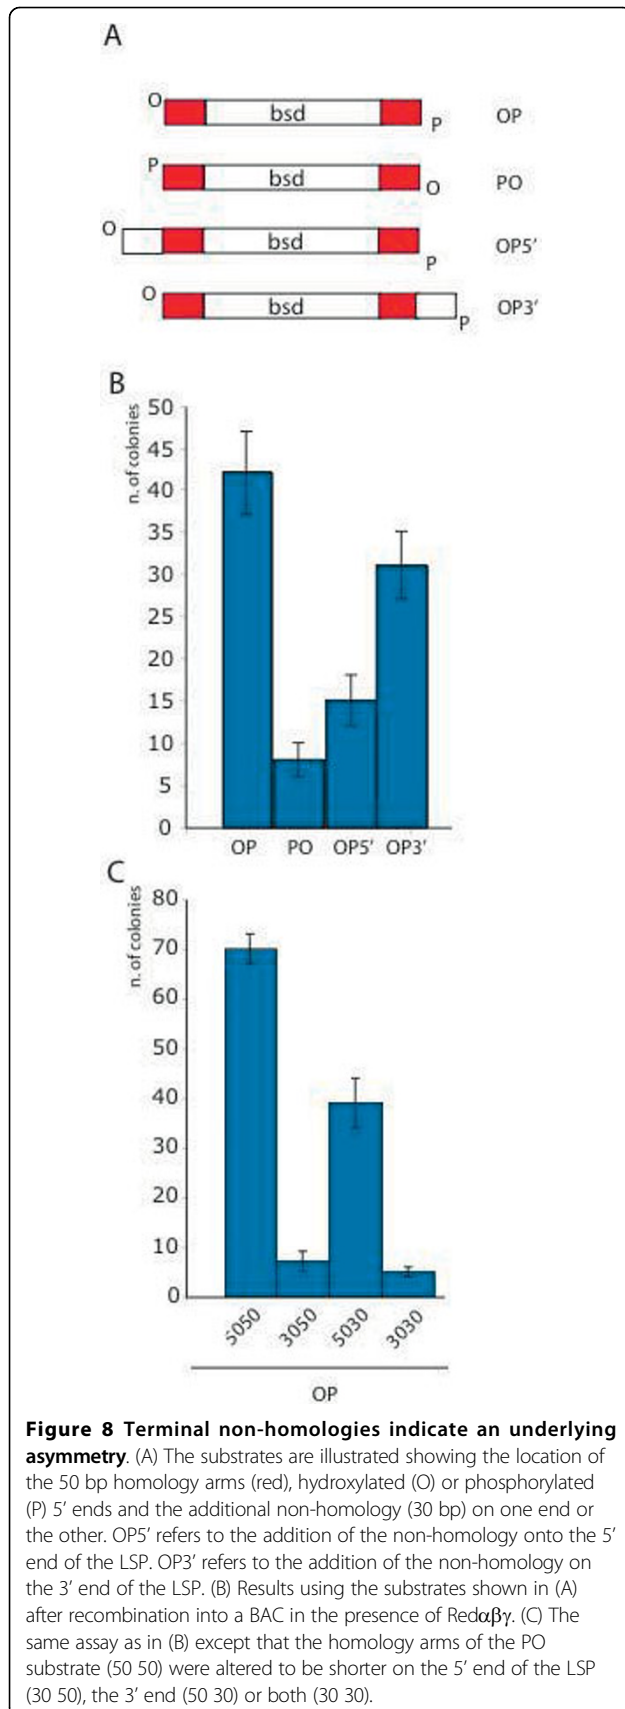 A
O bsd P OP
P bsd O PO
O bsd P OP5′
O bsd P OP3′
B
n. of colonies
50
45
40
35
30
25
20
15
10
5
0
OP PO OP5′ OP3′
C
n. of colonies
80
70
60
50
40
30
20
10
0
5050 3050 5030 3030
OP
Figure 8 Terminal non-homologies indicate an underlying
asymmetry. (A) The substrates are illustrated showing the location of
the 50 bp homology arms (red), hydroxylated (O) or phosphorylated
(P) 5′ ends and the additional non-homology (30 bp) on one end or
the other. OP5′ refers to the addition of the non-homology onto the 5′
end of the LSP. OP3′ refers to the addition of the non-homology on
the 3′ end of the LSP. (B) Results using the substrates shown in (A)
after recombination into a BAC in the presence of Redαβγ. (C) The
same assay as in (B) except that the homology arms of the PO
substrate (50 50) were altered to be shorter on the 5′ end of the LSP
(30 50), the 3′ end (50 30) or both (30 30).